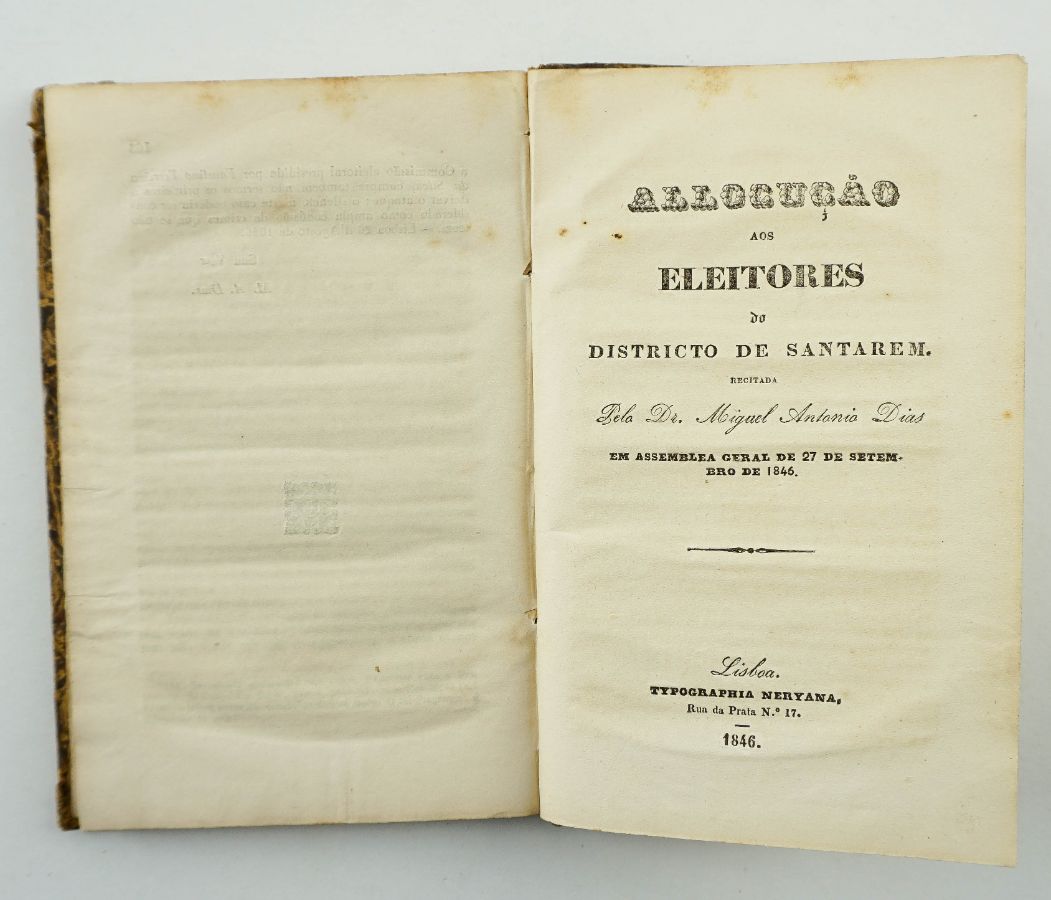 ALLOCUÇÃO
AOS
ELEITORES
do
DISTRICTO DE SANTAREM.
RECITADA
Pelo Dr. Miguel Antonio Dias
EM ASSEMBLEA GERAL DE 27 DE SETEM-
BRO DE 1846.
Lisboa.
TYPOGRAPHIA NERYANA,
Rua da Prata N.º 17.
1846.